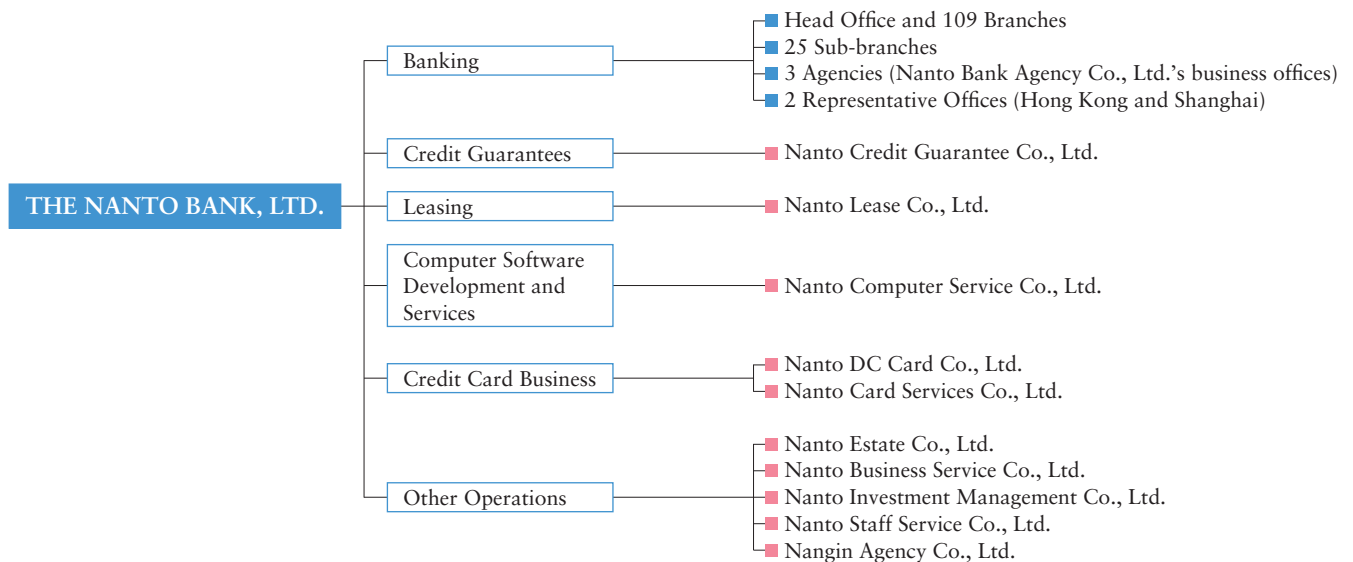 THE NANTO BANK, LTD.
Banking
Head Office and 109 Branches
25 Sub-branches
3 Agencies (Nanto Bank Agency Co., Ltd.’s business offices)
2 Representative Offices (Hong Kong and Shanghai)
Credit Guarantees
Nanto Credit Guarantee Co., Ltd.
Leasing
Nanto Lease Co., Ltd.
Computer Software
Development and
Services
Nanto Computer Service Co., Ltd.
Credit Card Business
Nanto DC Card Co., Ltd.
Nanto Card Services Co., Ltd.
Other Operations
Nanto Estate Co., Ltd.
Nanto Business Service Co., Ltd.
Nanto Investment Management Co., Ltd.
Nanto Staff Service Co., Ltd.
Nangin Agency Co., Ltd.